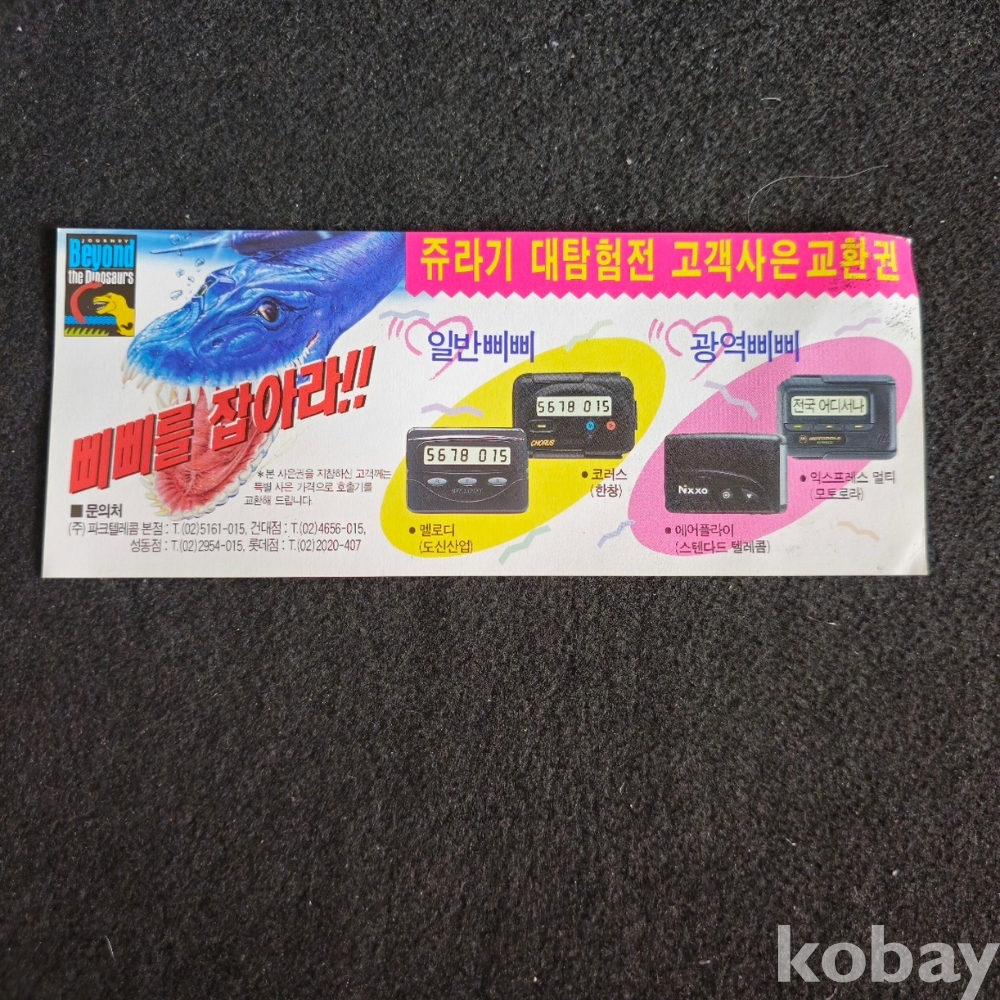 JOURNEY
Beyond
the Dinosaurs
쥬라기 대탐험전 고객사은교환권
삐삐를 잡아라!!
*본 사은권을 지참하신 고객께는
특별 사은 가격으로 호출기를
교환해 드립니다.
■ 문의처
(주) 파크텔레콤 본점 : T.(02)5161-015, 건대점 : T.(02)4656-015,
성동점 : T.(02)2954-015, 롯데점 : T.(02)2020-407
일반삐삐
5678 015
CHORUS
5678 015
• 코러스
(한창)
• 멜로디
(도신산업)
광역삐삐
전국 어디서나
Nixxo
• 익스프레스 멀티
(모토로라)
• 에어플라이
(스텐다드 텔레콤)
kobay